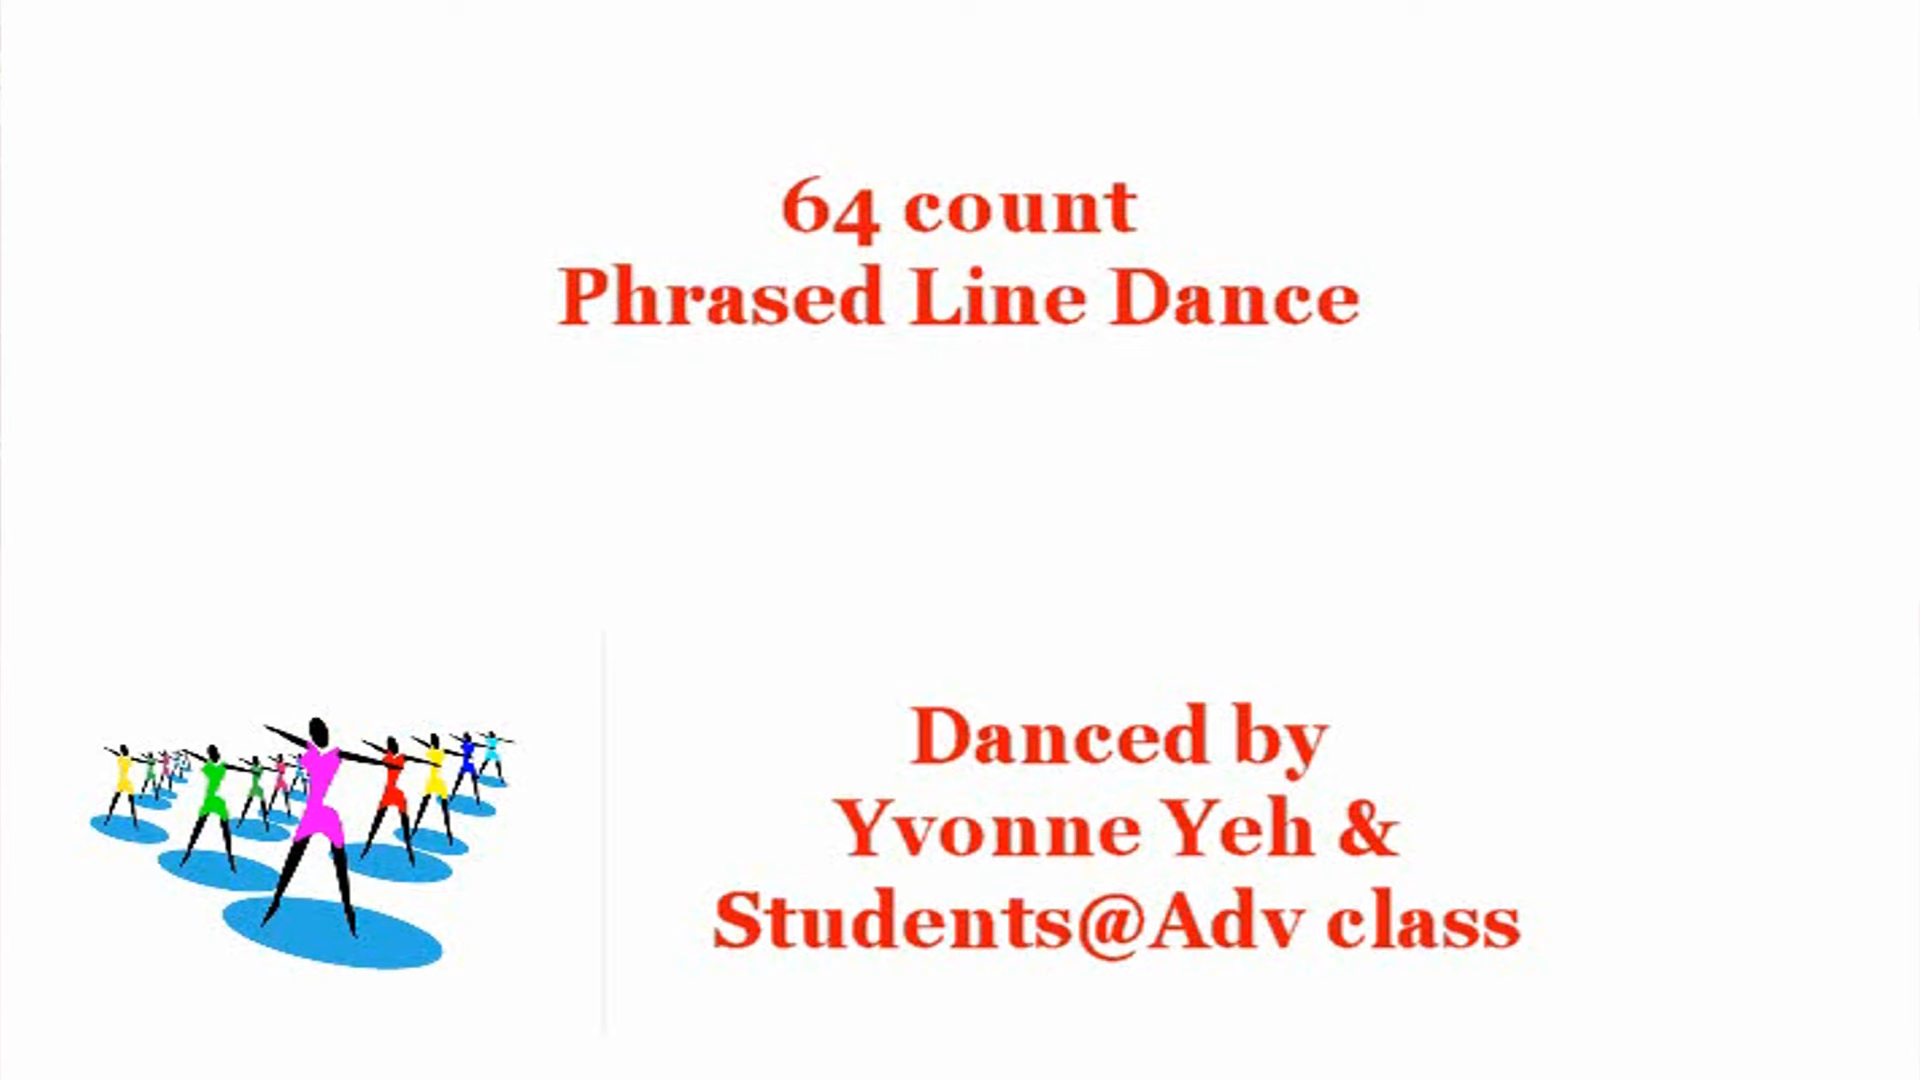 64 count
Phrased Line Dance
Danced by
Yvonne Yeh &
Students@Adv class